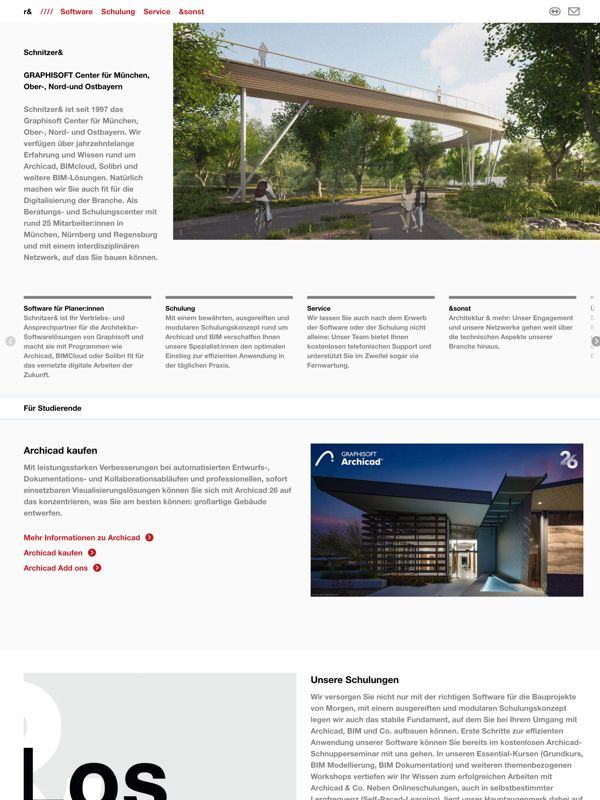 r& //// Software Schulung Service &sonst
Schnitzer&
GRAPHISOFT Center für München,
Ober-, Nord-und Ostbayern
Schnitzer& ist seit 1997 das
Graphisoft Center für München,
Ober-, Nord- und Ostbayern. Wir
verfügen über jahrzehntelange
Erfahrung und Wissen rund um
Archicad, BIMcloud, Solibri und
weitere BIM-Lösungen. Natürlich
machen wir Sie auch fit für die
Digitalisierung der Branche. Als
Beratungs- und Schulungscenter mit
rund 25 Mitarbeiter:innen in
München, Nürnberg und Regensburg
und mit einem interdisziplinären
Netzwerk, auf das Sie bauen können.
Software für Planer:innen
Schnitzer& ist Ihr Vertriebs- und
Ansprechpartner für die Architektur-
Softwarelösungen von Graphisoft und
macht sie mit Programmen wie
Archicad, BIMCloud oder Solibri fit für
das vernetzte digitale Arbeiten der
Zukunft.
Schulung
Mit einem bewährten, ausgereiften und
modularen Schulungskonzept rund um
Archicad und BIM verschaffen Ihnen
unsere Spezialist:innen den optimalen
Einstieg zur effizienten Anwendung in
der täglichen Praxis.
Service
Wir lassen Sie auch nach dem Erwerb
der Software oder der Schulung nicht
alleine: Unser Team bietet Ihnen
kostenlosen telefonischen Support und
unterstützt Sie im Zweifel sogar via
Fernwartung.
&sonst
Architektur & mehr: Unser Engagement
und unsere Netzwerke gehen weit über
die technischen Aspekte unserer
Branche hinaus.
Für Studierende
Archicad kaufen
Mit leistungsstarken Verbesserungen bei automatisierten Entwurfs-,
Dokumentations- und Kollaborationsabläufen und professionellen, sofort
einsetzbaren Visualisierungslösungen können Sie sich mit Archicad 26 auf
das konzentrieren, was Sie am besten können: großartige Gebäude
entwerfen.
Mehr Informationen zu Archicad
Archicad kaufen
Archicad Add ons
GRAPHISOFT
Archicad
26
Los
Unsere Schulungen
Wir versorgen Sie nicht nur mit der richtigen Software für die Bauprojekte
von Morgen, mit einem ausgereiften und modularen Schulungskonzept
legen wir auch das stabile Fundament, auf dem Sie bei Ihrem Umgang mit
Archicad, BIM und Co. aufbauen können. Erste Schritte zur effizienten
Anwendung unserer Software können Sie bereits im kostenlosen Archicad-
Schnupperseminar mit uns gehen. In unseren Essential-Kursen (Grundkurs,
BIM Modellierung, BIM Dokumentation) und weiteren themenbezogenen
Workshops vertiefen wir Ihr Wissen zum erfolgreichen Arbeiten mit
Archicad & Co. Neben Onlineschulungen, auch in selbstbestimmter
Lernfrequenz (Self-Paced-Learning), liegt unser Hauptaugenmerk dabei auf